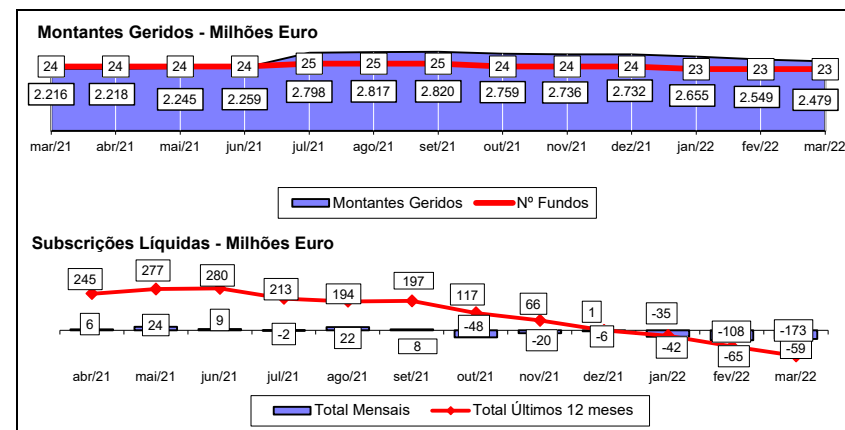 Montantes Geridos - Milhões Euro
24 24 24 24 25 25 25 24 24 24 23 23 23
2.216 2.218 2.245 2.259 2.798 2.817 2.820 2.759 2.736 2.732 2.655 2.549 2.479
mar/21 abr/21 mai/21 jun/21 jul/21 ago/21 set/21 out/21 nov/21 dez/21 jan/22 fev/22 mar/22
Montantes Geridos Nº Fundos
Subscrições Líquidas - Milhões Euro
245 277 280 213 194 197 117 66 1 -35 -108 -173
6 24 9 -2 22 8 -48 -20 -6 -42 -65 -59
abr/21 mai/21 jun/21 jul/21 ago/21 set/21 out/21 nov/21 dez/21 jan/22 fev/22 mar/22
Total Mensais Total Últimos 12 meses